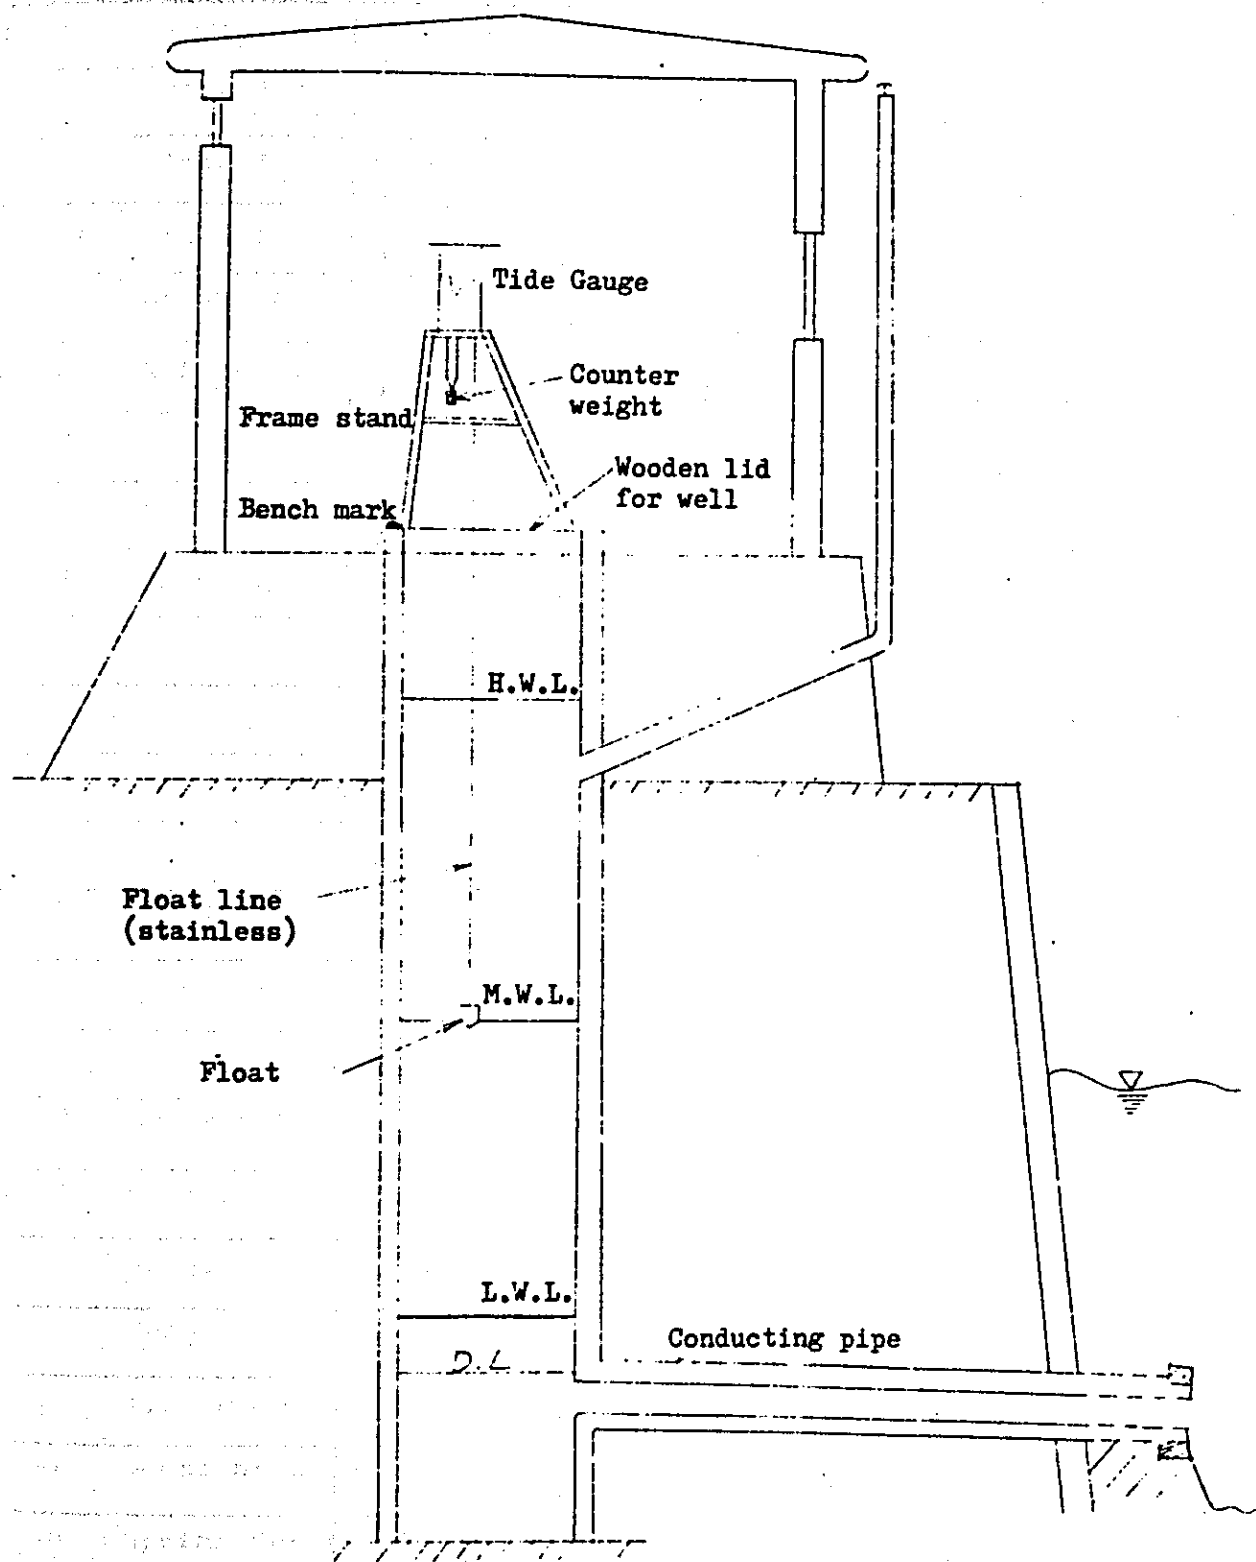 Tide Gauge
Counter
weight
Frame stand
Wooden lid
for well
Bench mark
H.W.L.
Float line
(stainless)
M.W.L.
Float
L.W.L.
Conducting pipe
D.L